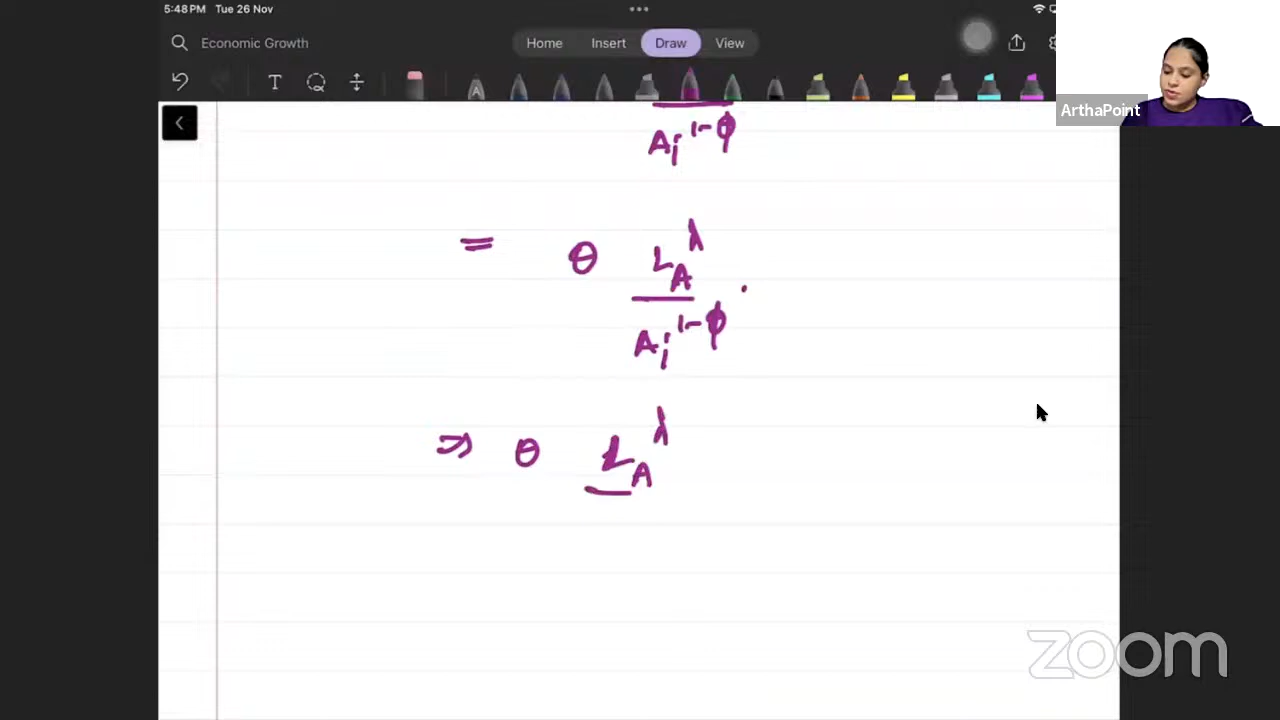 5:48 PM Tue 26 Nov
Economic Growth
Home Insert Draw View
T
A
ArthaPoint
A_i^{1-ϕ}
= θ L_A^λ / A_i^{1-ϕ} .
⇒ θ L_A^λ
zoom